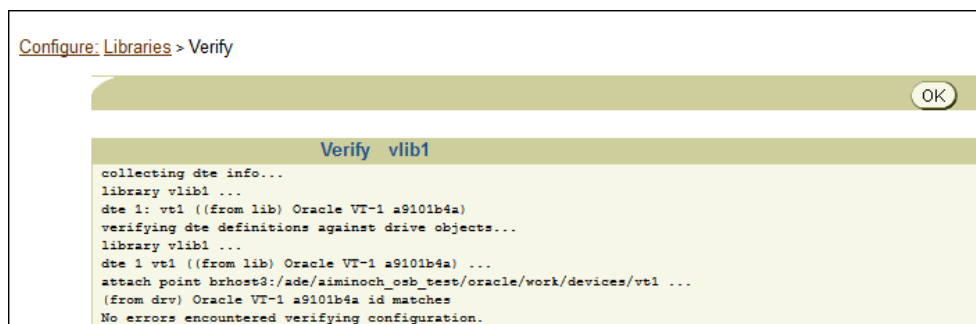 Configure: Libraries > Verify
OK
Verify vlib1
collecting dte info...
library vlib1 ...
dte 1: vt1 ((from lib) Oracle VT-1 a9101b4a)
verifying dte definitions against drive objects...
library vlib1 ...
dte 1 vt1 ((from lib) Oracle VT-1 a9101b4a) ...
attach point brhost3:/ade/aiminoch_osb_test/oracle/work/devices/vt1 ...
(from drv) Oracle VT-1 a9101b4a id matches
No errors encountered verifying configuration.